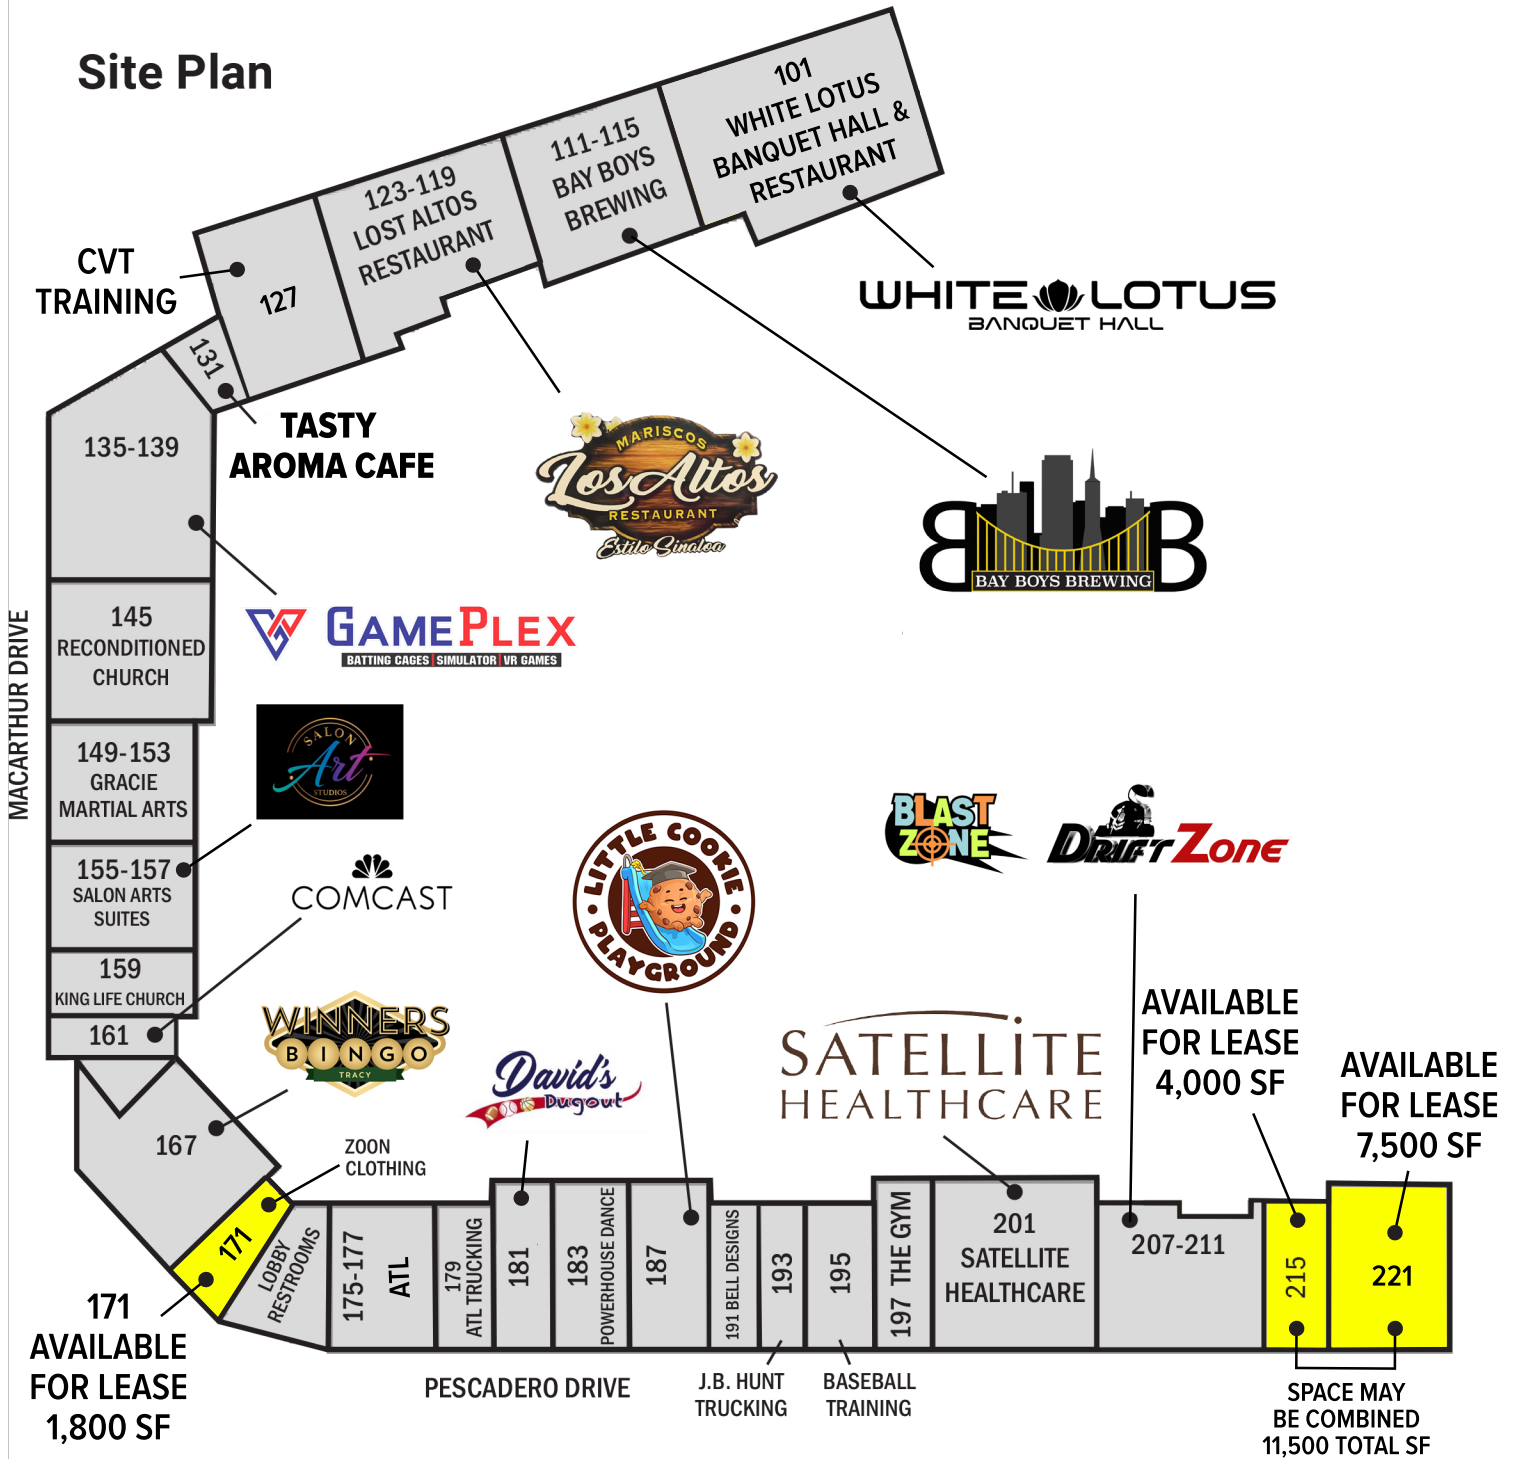 Site Plan
101
WHITE LOTUS
BANQUET HALL &
RESTAURANT
111-115
BAY BOYS
BREWING
123-119
LOST ALTOS
RESTAURANT
CVT
TRAINING
127
131
WHITE LOTUS
BANQUET HALL
TASTY
AROMA CAFE
135-139
MARISCOS
Los Altos
RESTAURANT
Estilo Sinaloa
BB
BAY BOYS BREWING
GAMEPLEX
BATTING CAGES | SIMULATOR | VR GAMES
MACARTHUR DRIVE
145
RECONDITIONED
CHURCH
149-153
GRACIE
MARTIAL ARTS
SALON
Art
STUDIOS
155-157
SALON ARTS
SUITES
COMCAST
159
KING LIFE CHURCH
161
LITTLE COOKIE
PLAYGROUND
BLAST
ZONE
DRIFT ZONE
WINNERS
BINGO
TRACY
David's
Dugout
SATELLITE
HEALTHCARE
AVAILABLE
FOR LEASE
4,000 SF
AVAILABLE
FOR LEASE
7,500 SF
167
ZOON
CLOTHING
171
LOBBY
RESTROOMS
175-177
ATL
179
ATL TRUCKING
181
183
POWERHOUSE DANCE
187
191 BELL DESIGNS
193
195
197 THE GYM
201
SATELLITE
HEALTHCARE
207-211
215
221
171
AVAILABLE
FOR LEASE
1,800 SF
PESCADERO DRIVE
J.B. HUNT
TRUCKING
BASEBALL
TRAINING
SPACE MAY
BE COMBINED
11,500 TOTAL SF